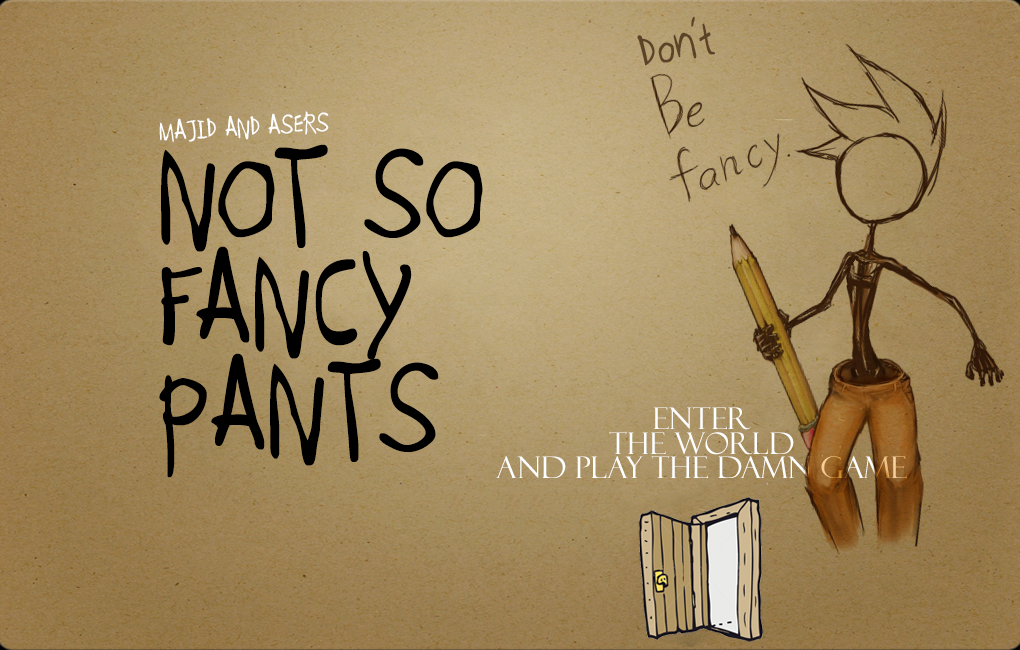 MAJID AND ASERS
NOT SO
FANCY
PANTS
Don't
Be
fancy.
ENTER
THE WORLD
AND PLAY THE DAMN GAME